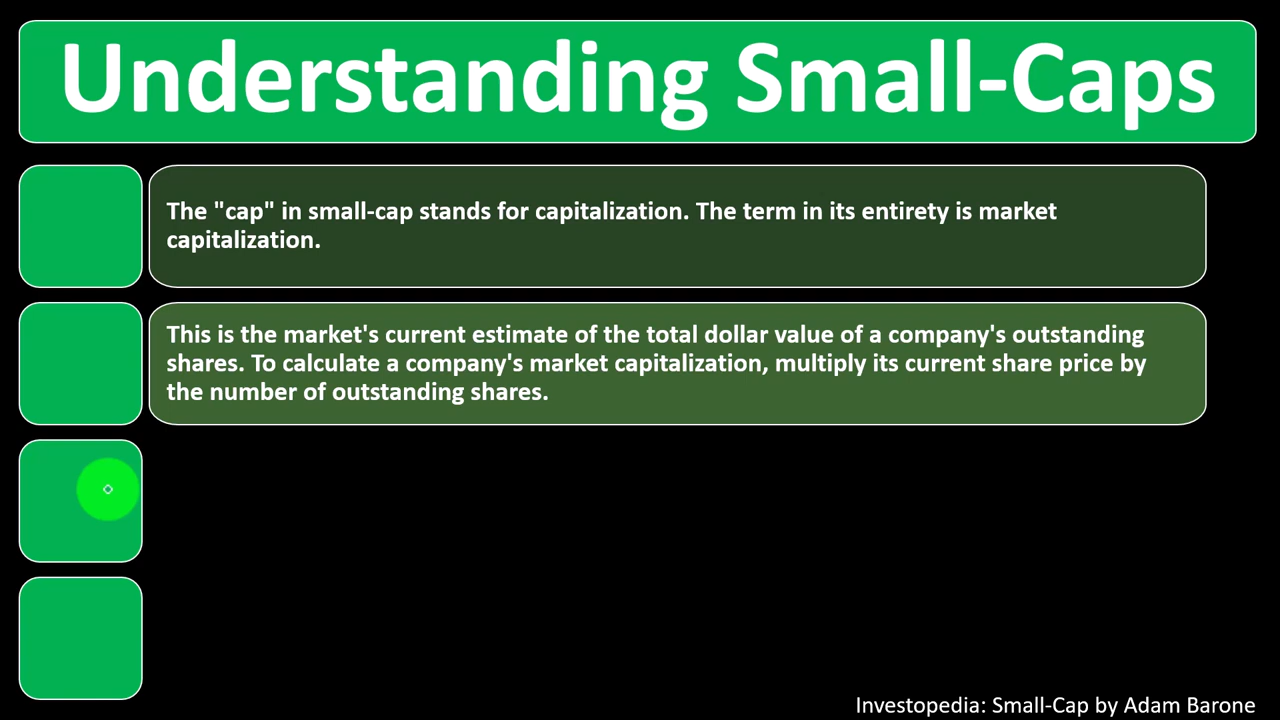 Understanding Small-Caps
The "cap" in small-cap stands for capitalization. The term in its entirety is market
capitalization.
This is the market's current estimate of the total dollar value of a company's outstanding
shares. To calculate a company's market capitalization, multiply its current share price by
the number of outstanding shares.
Investopedia: Small-Cap by Adam Barone